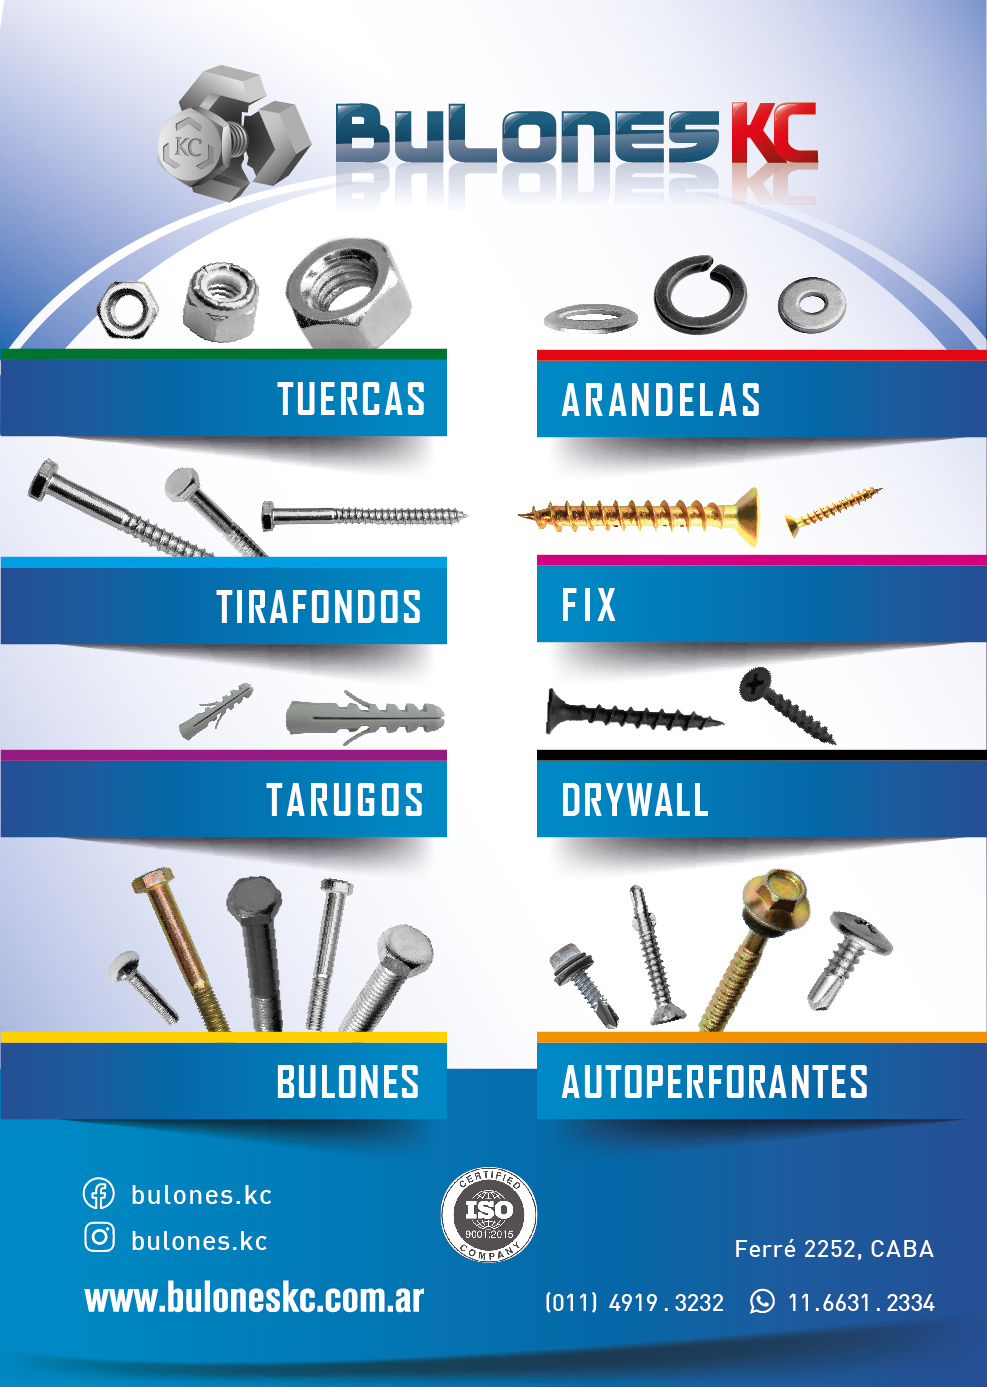 KC
BULONES KC
TUERCAS
ARANDELAS
TIRAFONDOS
FIX
TARUGOS
DRYWALL
BULONES
AUTOPERFORANTES
bulones.kc
bulones.kc
www.buloneskc.com.ar
CERTIFIED
ISO
9001:2015
COMPANY
Ferré 2252, CABA
(011) 4919.3232
11.6631.2334